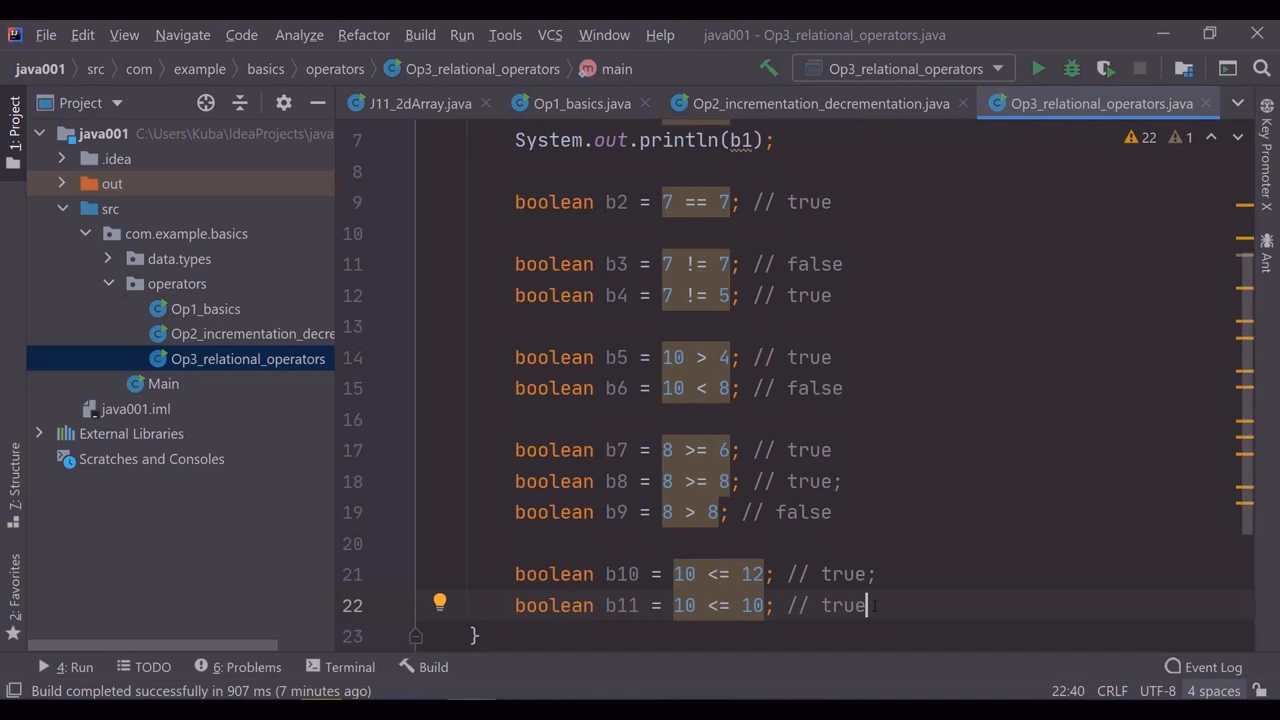 File Edit View Navigate Code Analyze Refactor Build Run Tools VCS Window Help java001 - Op3_relational_operators.java
java001 src com example basics operators Op3_relational_operators main Op3_relational_operators
1: Project
Project
J11_2dArray.java Op1_basics.java Op2_incrementation_decrementation.java Op3_relational_operators.java
java001 C:\Users\Kuba\IdeaProjects\java
.idea
out
src
com.example.basics
data.types
operators
Op1_basics
Op2_incrementation_decre
Op3_relational_operators
Main
java001.iml
External Libraries
Scratches and Consoles
Z: Structure
2: Favorites
22 1
7 System.out.println(b1);
8
9 boolean b2 = 7 == 7; // true
10
11 boolean b3 = 7 != 7; // false
12 boolean b4 = 7 != 5; // true
13
14 boolean b5 = 10 > 4; // true
15 boolean b6 = 10 < 8; // false
16
17 boolean b7 = 8 >= 6; // true
18 boolean b8 = 8 >= 8; // true;
19 boolean b9 = 8 > 8; // false
20
21 boolean b10 = 10 <= 12; // true;
22 boolean b11 = 10 <= 10; // true
23 }
Key Promoter X
Ant
4: Run TODO 6: Problems Terminal Build Event Log
Build completed successfully in 907 ms (7 minutes ago) 22:40 CRLF UTF-8 4 spaces